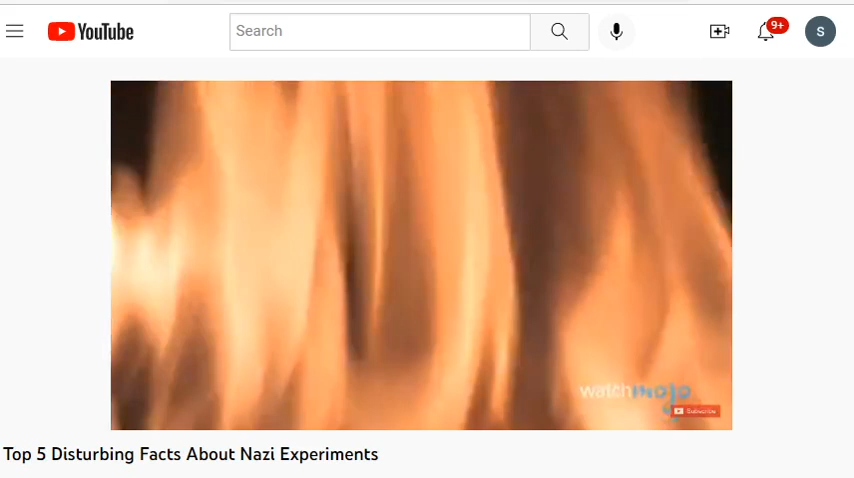 YouTube
Search
9+
S
watchmojo
Subscribe
Top 5 Disturbing Facts About Nazi Experiments